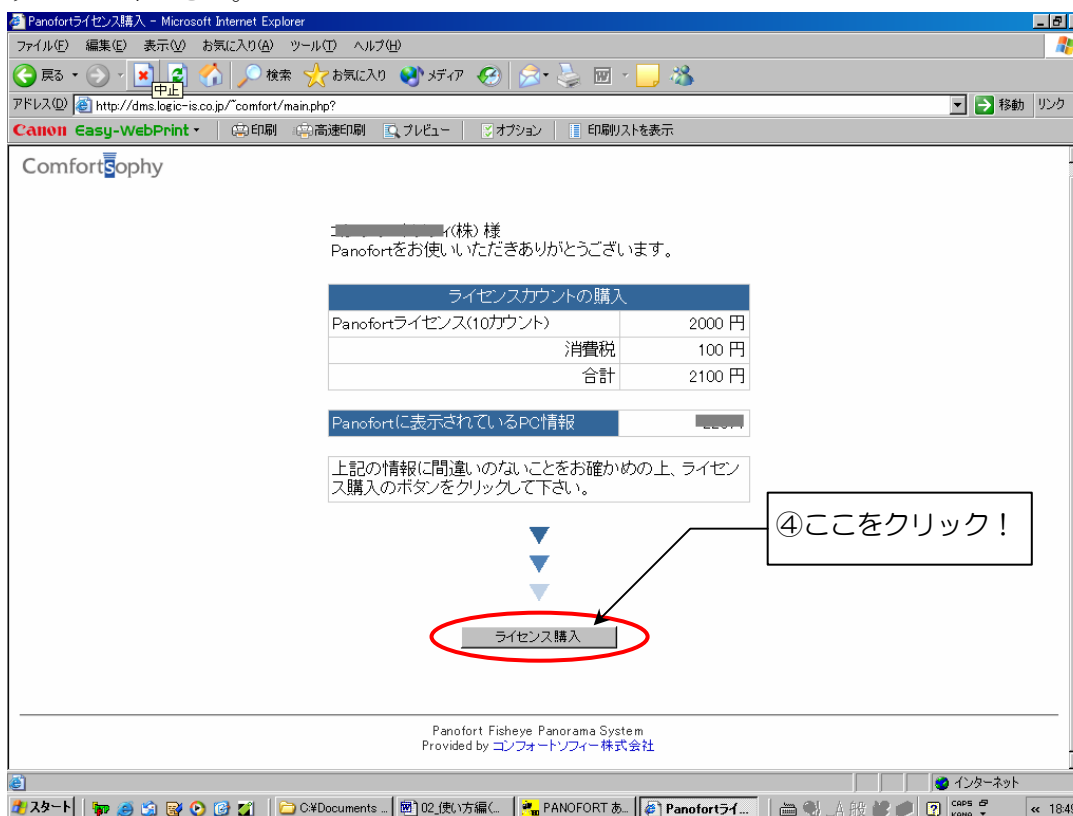 Panofortライセンス購入 - Microsoft Internet Explorer
ファイル(F) 編集(E) 表示(V) お気に入り(A) ツール(T) ヘルプ(H)
戻る 検索 お気に入り メディア
中止
アドレス(D) http://dms.logic-is.co.jp/~comfort/main.php? 移動 リンク
Canon Easy-WebPrint 印刷 高速印刷 プレビュー オプション 印刷リストを表示
Comfortsophy
(株) 様
Panofortをお使いいただきありがとうございます。
ライセンスカウントの購入
Panofortライセンス(10カウント) 2000 円
消費税 100 円
合計 2100 円
Panofortに表示されているPC情報
上記の情報に間違いのないことをお確かめの上、ライセン
ス購入のボタンをクリックして下さい。
④ここをクリック！
ライセンス購入
Panofort Fisheye Panorama System
Provided by コンフォートソフィー株式会社
インターネット
スタート C:¥Documents ... 02_使い方編(... PANOFORT あ... Panofortライ... A 般 CAPS KANA « 18:49